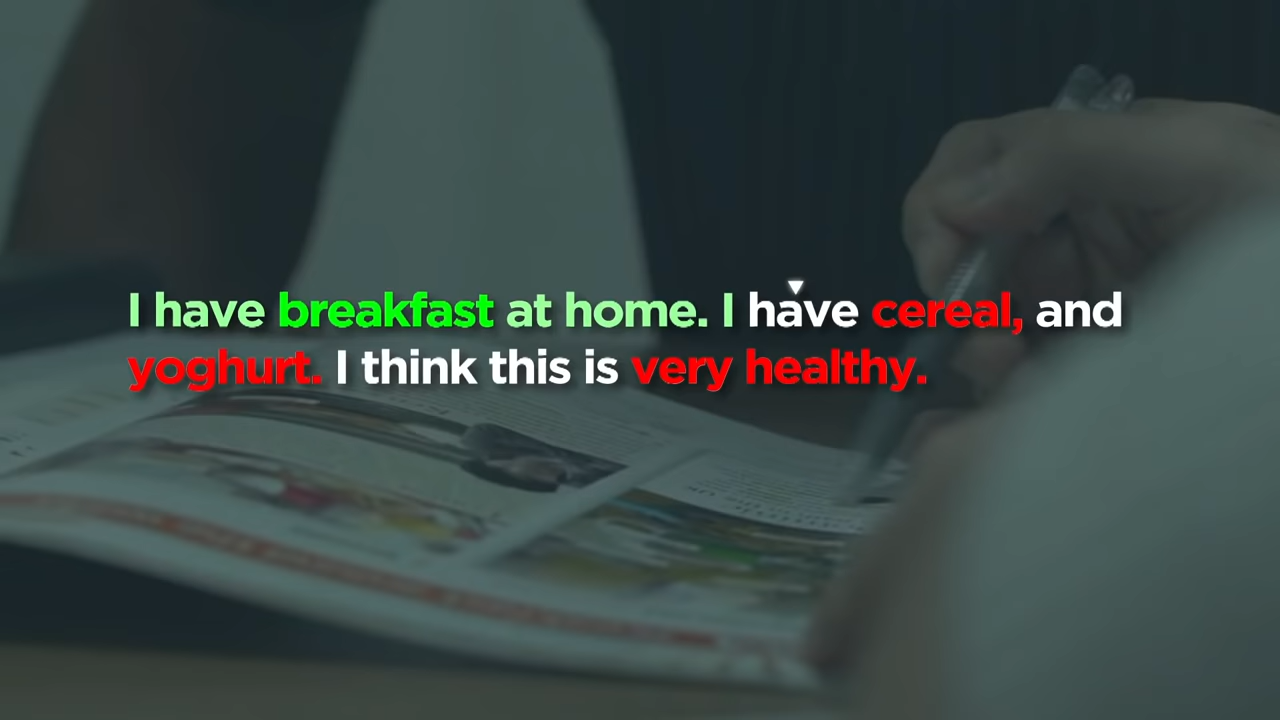 I have breakfast at home. I have cereal, and
yoghurt. I think this is very healthy.